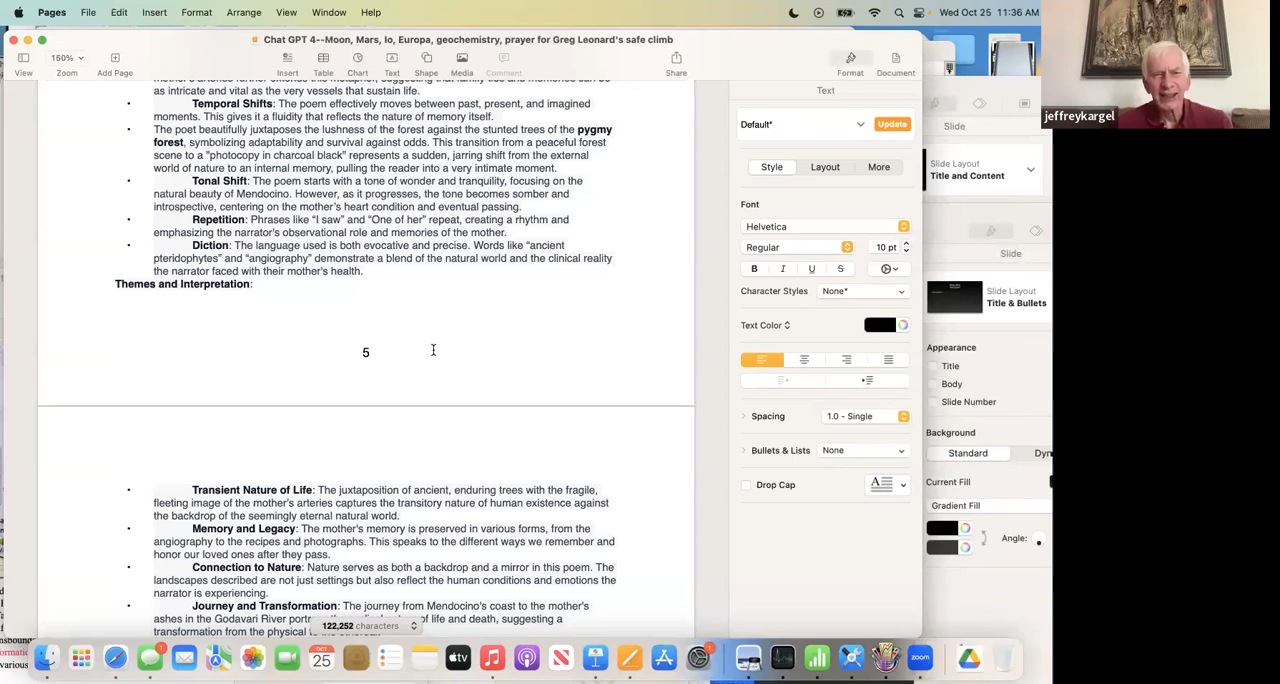 Pages File Edit Insert Format Arrange View Window Help
Wed Oct 25 11:36 AM
Chat GPT 4--Moon, Mars, Io, Europa, geochemistry, prayer for Greg Leonard's safe climb
150%
View Zoom Add Page Insert Table Chart Text Shape Media Comment Share Format Document
as intricate and vital as the very vessels that sustain life.
• Temporal Shifts: The poem effectively moves between past, present, and imagined
moments. This gives it a fluidity that reflects the nature of memory itself.
• The poet beautifully juxtaposes the lushness of the forest against the stunted trees of the pygmy
forest, symbolizing adaptability and survival against odds. This transition from a peaceful forest
scene to a "photocopy in charcoal black" represents a sudden, jarring shift from the external
world of nature to an internal memory, pulling the reader into a very intimate moment.
• Tonal Shift: The poem starts with a tone of wonder and tranquility, focusing on the
natural beauty of Mendocino. However, as it progresses, the tone becomes somber and
introspective, centering on the mother's heart condition and eventual passing.
• Repetition: Phrases like “I saw” and “One of her” repeat, creating a rhythm and
emphasizing the narrator's observational role and memories of the mother.
• Diction: The language used is both evocative and precise. Words like “ancient
pteridophytes” and “angiography” demonstrate a blend of the natural world and the clinical reality
the narrator faced with their mother's health.
Themes and Interpretation:
5
• Transient Nature of Life: The juxtaposition of ancient, enduring trees with the fragile,
fleeting image of the mother's arteries captures the transitory nature of human existence against
the backdrop of the seemingly eternal natural world.
• Memory and Legacy: The mother's memory is preserved in various forms, from the
angiography to the recipes and photographs. This speaks to the different ways we remember and
honor our loved ones after they pass.
• Connection to Nature: Nature serves as both a backdrop and a mirror in this poem. The
landscapes described are not just settings but also reflect the human conditions and emotions the
narrator is experiencing.
• Journey and Transformation: The journey from Mendocino's coast to the mother's
ashes in the Godavari River of life and death, suggesting a
transformation from the physical
122,252 characters
Text
Default*
Update
Style Layout More
Font
Helvetica
Regular 10 pt
B I U S
Character Styles None*
Text Color
Spacing 1.0 - Single
Bullets & Lists None
Drop Cap
Slide
Slide Layout
Title and Content
Slide
Slide Layout
Title & Bullets
Appearance
Title
Body
Slide Number
Background
Standard Dyn
Current Fill
Gradient Fill
Angle:
jeffreykargel
OCT
25
tv
zoom